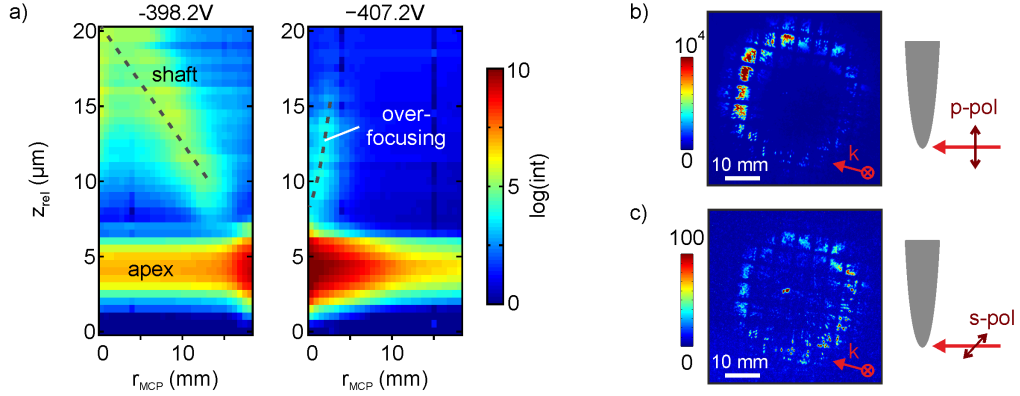 a)
-398.2V
−407.2V
20
15
10
5
0
z_rel (µm)
shaft
apex
0
10
r_MCP (mm)
20
15
10
5
0
over-
focusing
0
10
r_MCP (mm)
10
5
0
log(int)
b)
10^4
0
10 mm
k
p-pol
c)
100
0
10 mm
k
s-pol